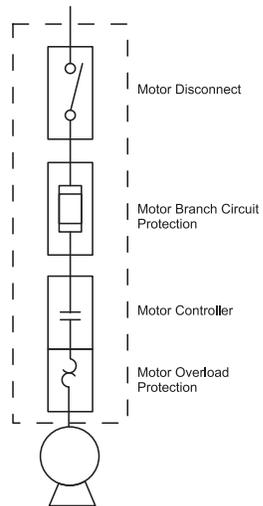 Motor Disconnect
Motor Branch Circuit
Protection
Motor Controller
Motor Overload
Protection